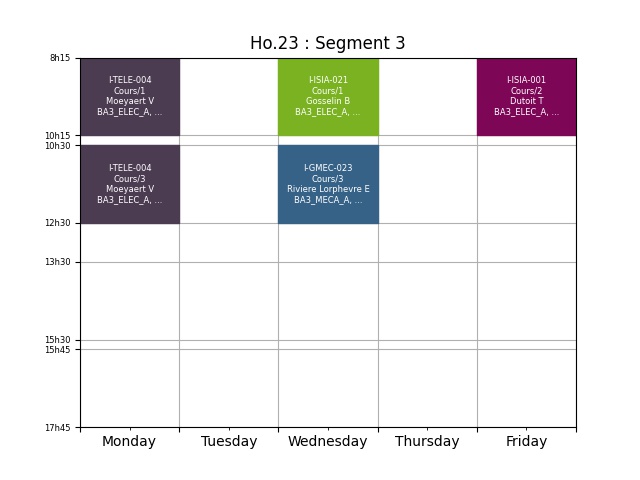 Ho.23 : Segment 3
8h15
I-TELE-004
Cours/1
Moeyaert V
BA3_ELEC_A, ...
I-ISIA-021
Cours/1
Gosselin B
BA3_ELEC_A, ...
I-ISIA-001
Cours/2
Dutoit T
BA3_ELEC_A, ...
10h15
10h30
I-TELE-004
Cours/3
Moeyaert V
BA3_ELEC_A, ...
I-GMEC-023
Cours/3
Riviere Lorphevre E
BA3_MECA_A, ...
12h30
13h30
15h30
15h45
17h45
Monday
Tuesday
Wednesday
Thursday
Friday